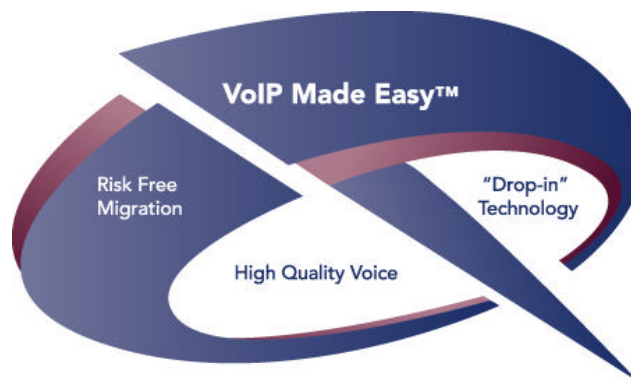 VoIP Made Easy™
Risk Free
Migration
"Drop-in"
Technology
High Quality Voice